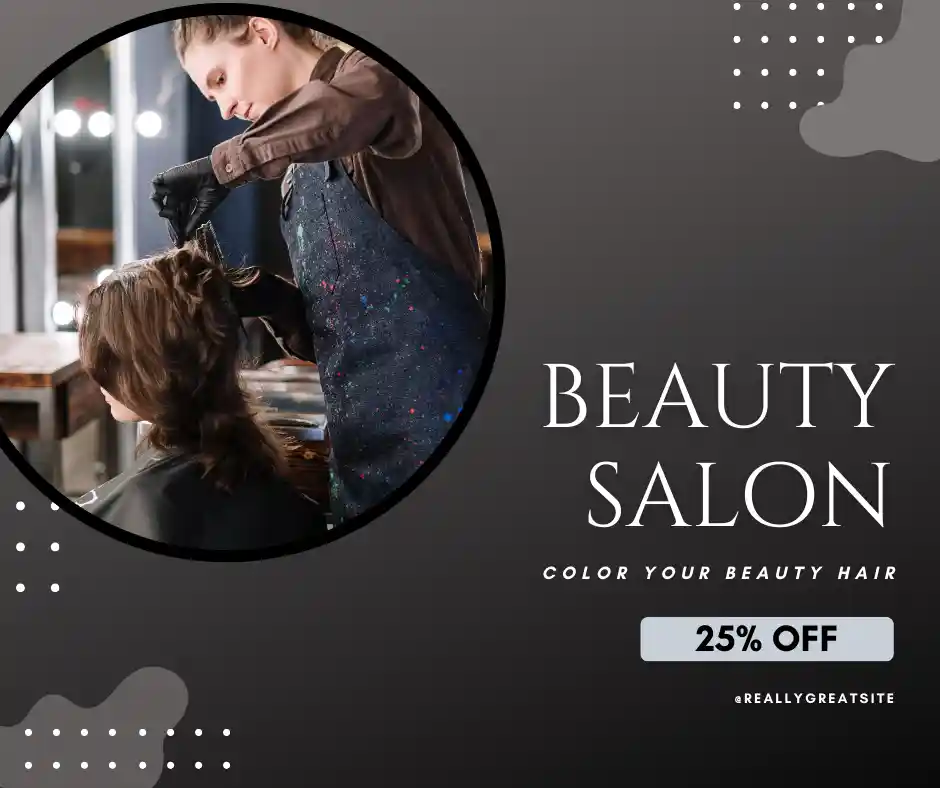 BEAUTY
SALON
COLOR YOUR BEAUTY HAIR
25% OFF
@REALLYGREATSITE